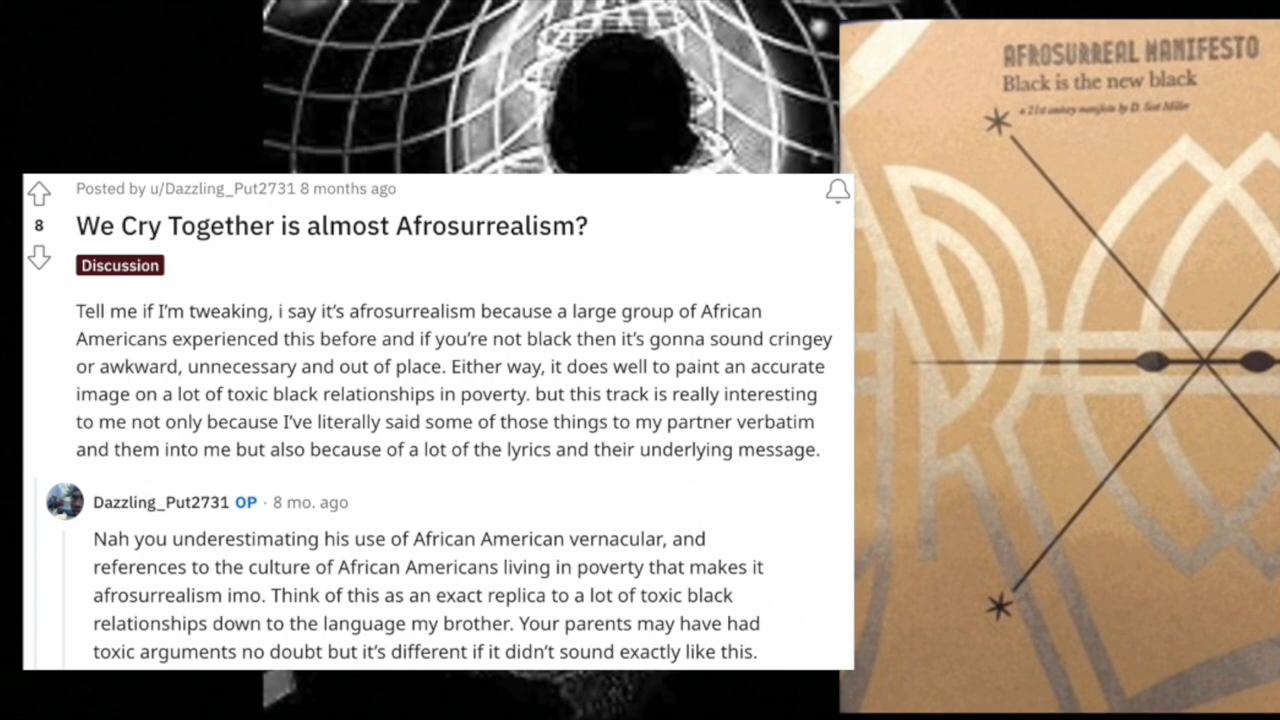 AFROSURREAL MANIFESTO
Black is the new black
a 21st century manifesto by D. Scot Miller
Posted by u/Dazzling_Put2731 8 months ago
8
We Cry Together is almost Afrosurrealism?
Discussion
Tell me if I’m tweaking, i say it’s afrosurrealism because a large group of African
Americans experienced this before and if you’re not black then it’s gonna sound cringey
or awkward, unnecessary and out of place. Either way, it does well to paint an accurate
image on a lot of toxic black relationships in poverty. but this track is really interesting
to me not only because I’ve literally said some of those things to my partner verbatim
and them into me but also because of a lot of the lyrics and their underlying message.
Dazzling_Put2731 OP · 8 mo. ago
Nah you underestimating his use of African American vernacular, and
references to the culture of African Americans living in poverty that makes it
afrosurrealism imo. Think of this as an exact replica to a lot of toxic black
relationships down to the language my brother. Your parents may have had
toxic arguments no doubt but it’s different if it didn’t sound exactly like this.